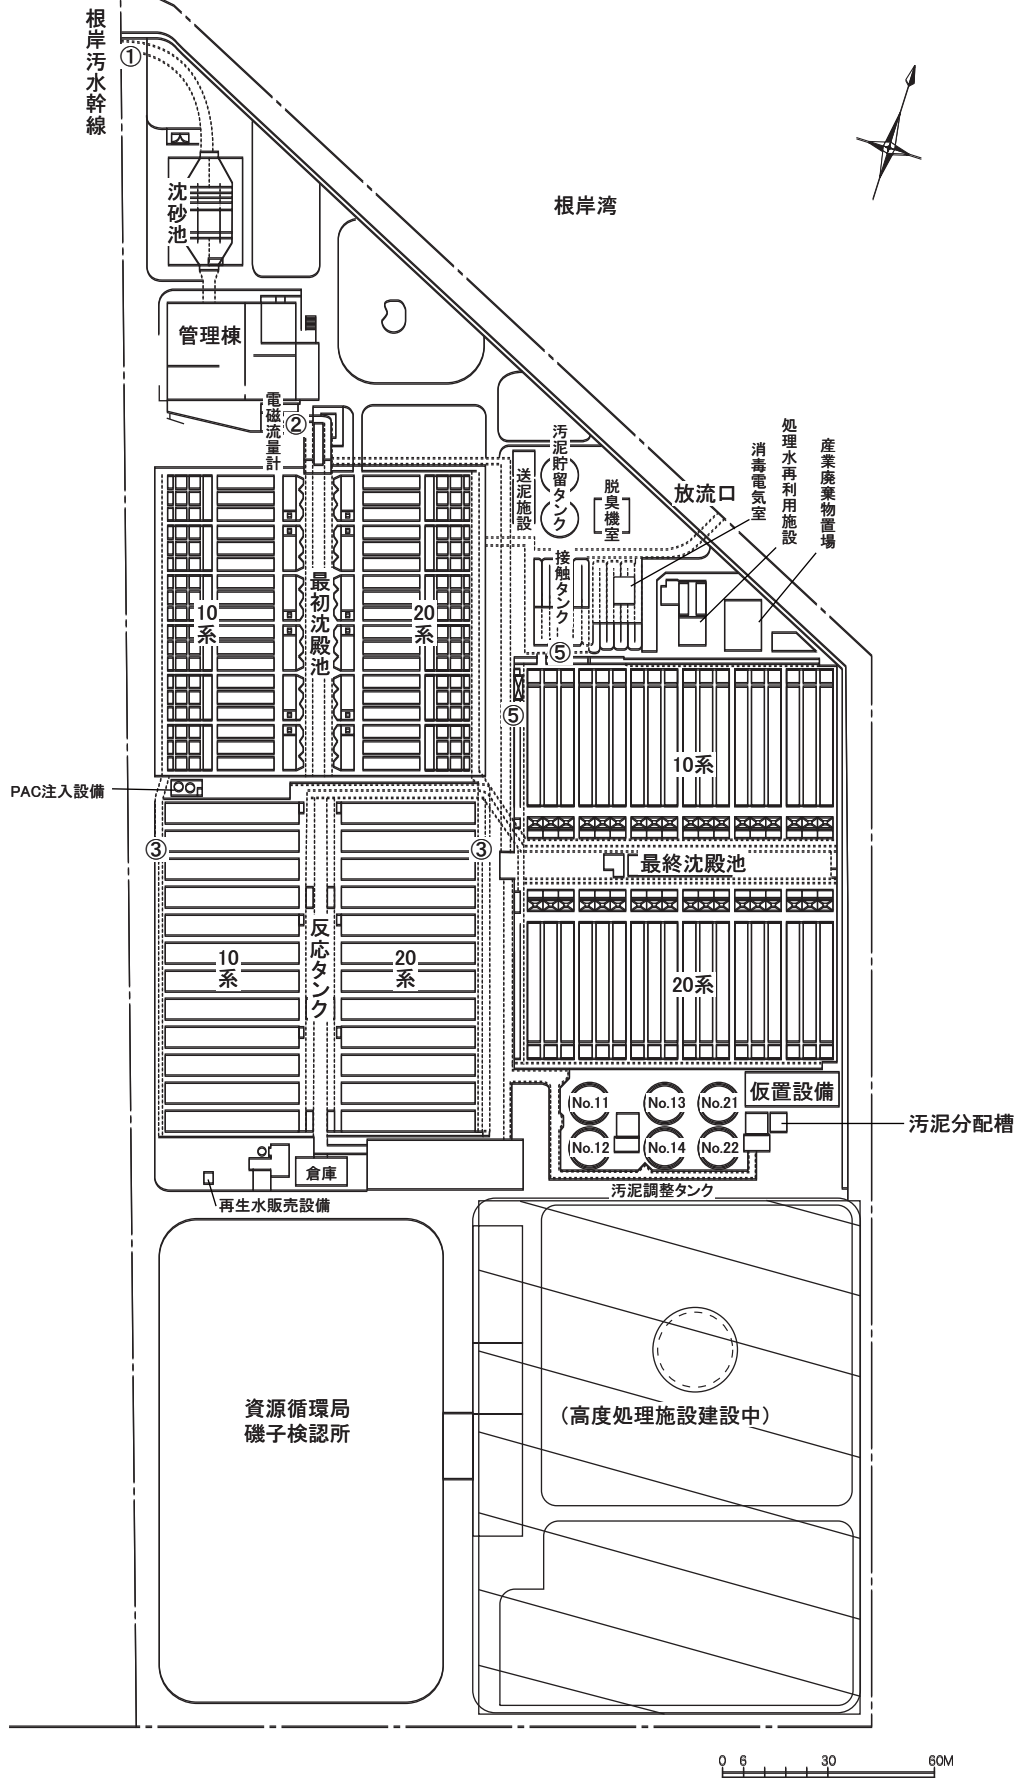 根岸汚水幹線
①
沈砂池
根岸湾
管理棟
電磁流量計
②
汚泥貯留タンク
送泥施設
脱臭機室
放流口
消毒電気室
処理水再利用施設
産業廃棄物置場
接触タンク
最初沈殿池
10系
20系
⑤
⑤
10系
PAC注入設備
③
③
最終沈殿池
反応タンク
10系
20系
20系
仮置設備
No.11
No.13
No.21
No.12
No.14
No.22
汚泥分配槽
汚泥調整タンク
倉庫
再生水販売設備
資源循環局
磯子検認所
(高度処理施設建設中)
0 6 30 60M